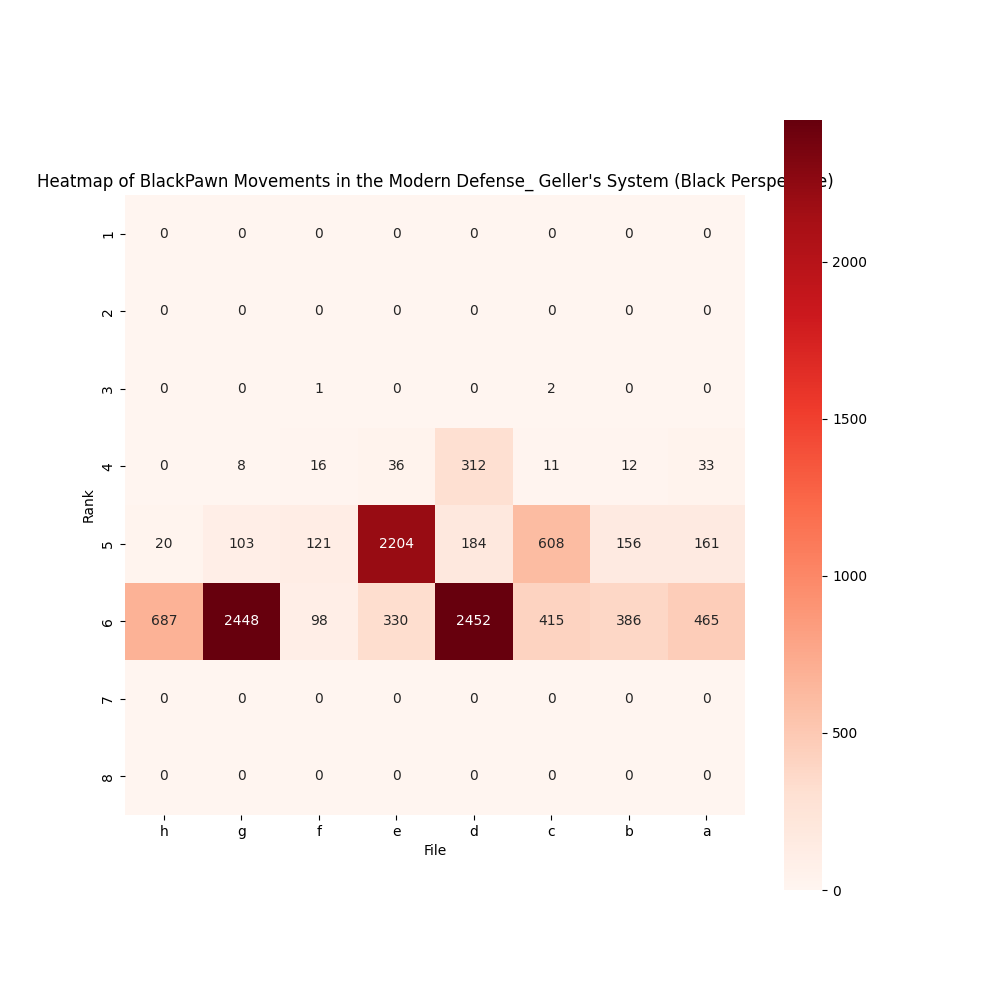 Heatmap of BlackPawn Movements in the Modern Defense_ Geller's System (Black Perspe e)
1 0 0 0 0 0 0 0 0
2 0 0 0 0 0 0 0 0
3 0 0 1 0 0 2 0 0
4 0 8 16 36 312 11 12 33
5 20 103 121 2204 184 608 156 161
6 687 2448 98 330 2452 415 386 465
7 0 0 0 0 0 0 0 0
8 0 0 0 0 0 0 0 0
h g f e d c b a
File
Rank
2000
1500
1000
500
0